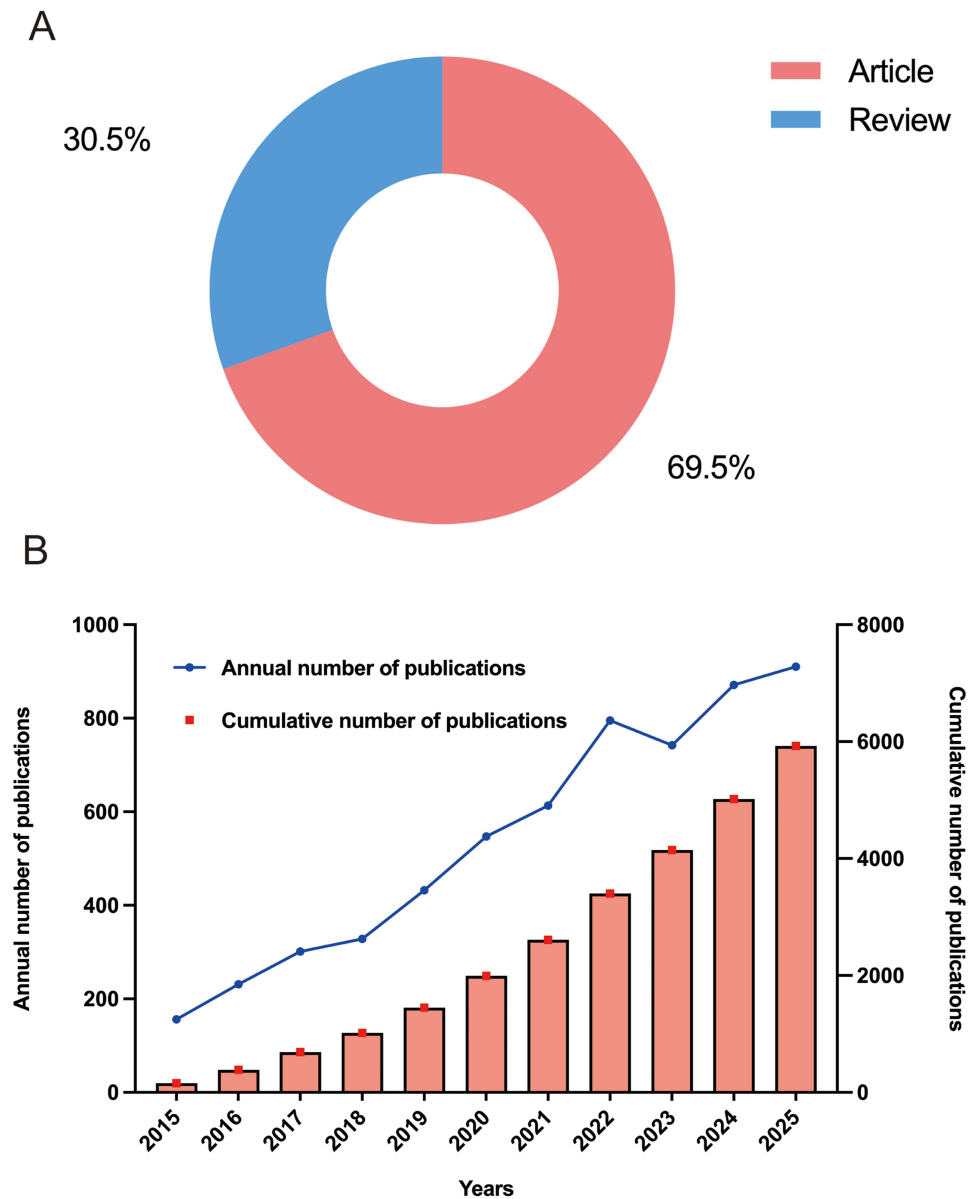 A
Article
Review
30.5%
69.5%
B
1000
800
600
400
200
0
8000
6000
4000
2000
0
Annual number of publications
Cumulative number of publications
Annual number of publications
Cumulative number of publications
2015
2016
2017
2018
2019
2020
2021
2022
2023
2024
2025
Years